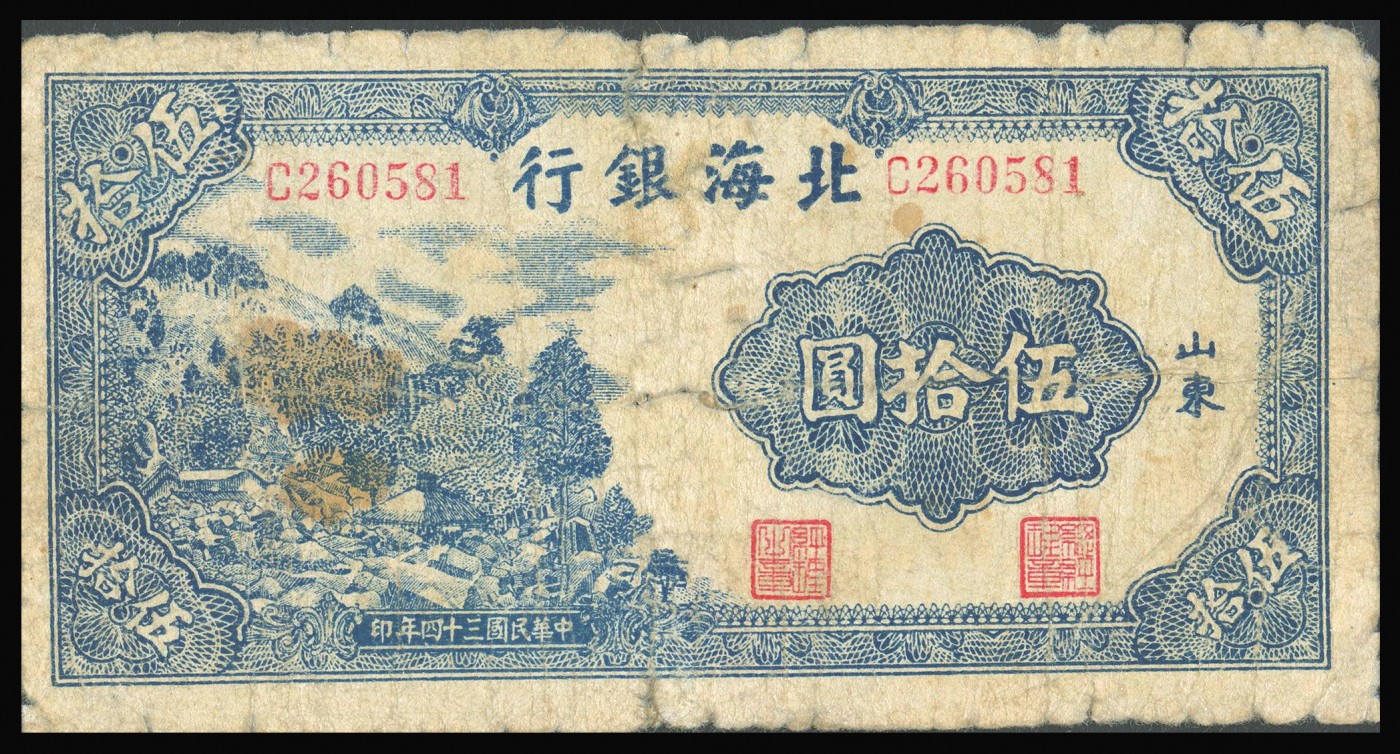 伍拾
伍拾
C260581
北海銀行
C260581
伍拾圓
山東
伍拾
伍拾
中華民國三十四年印